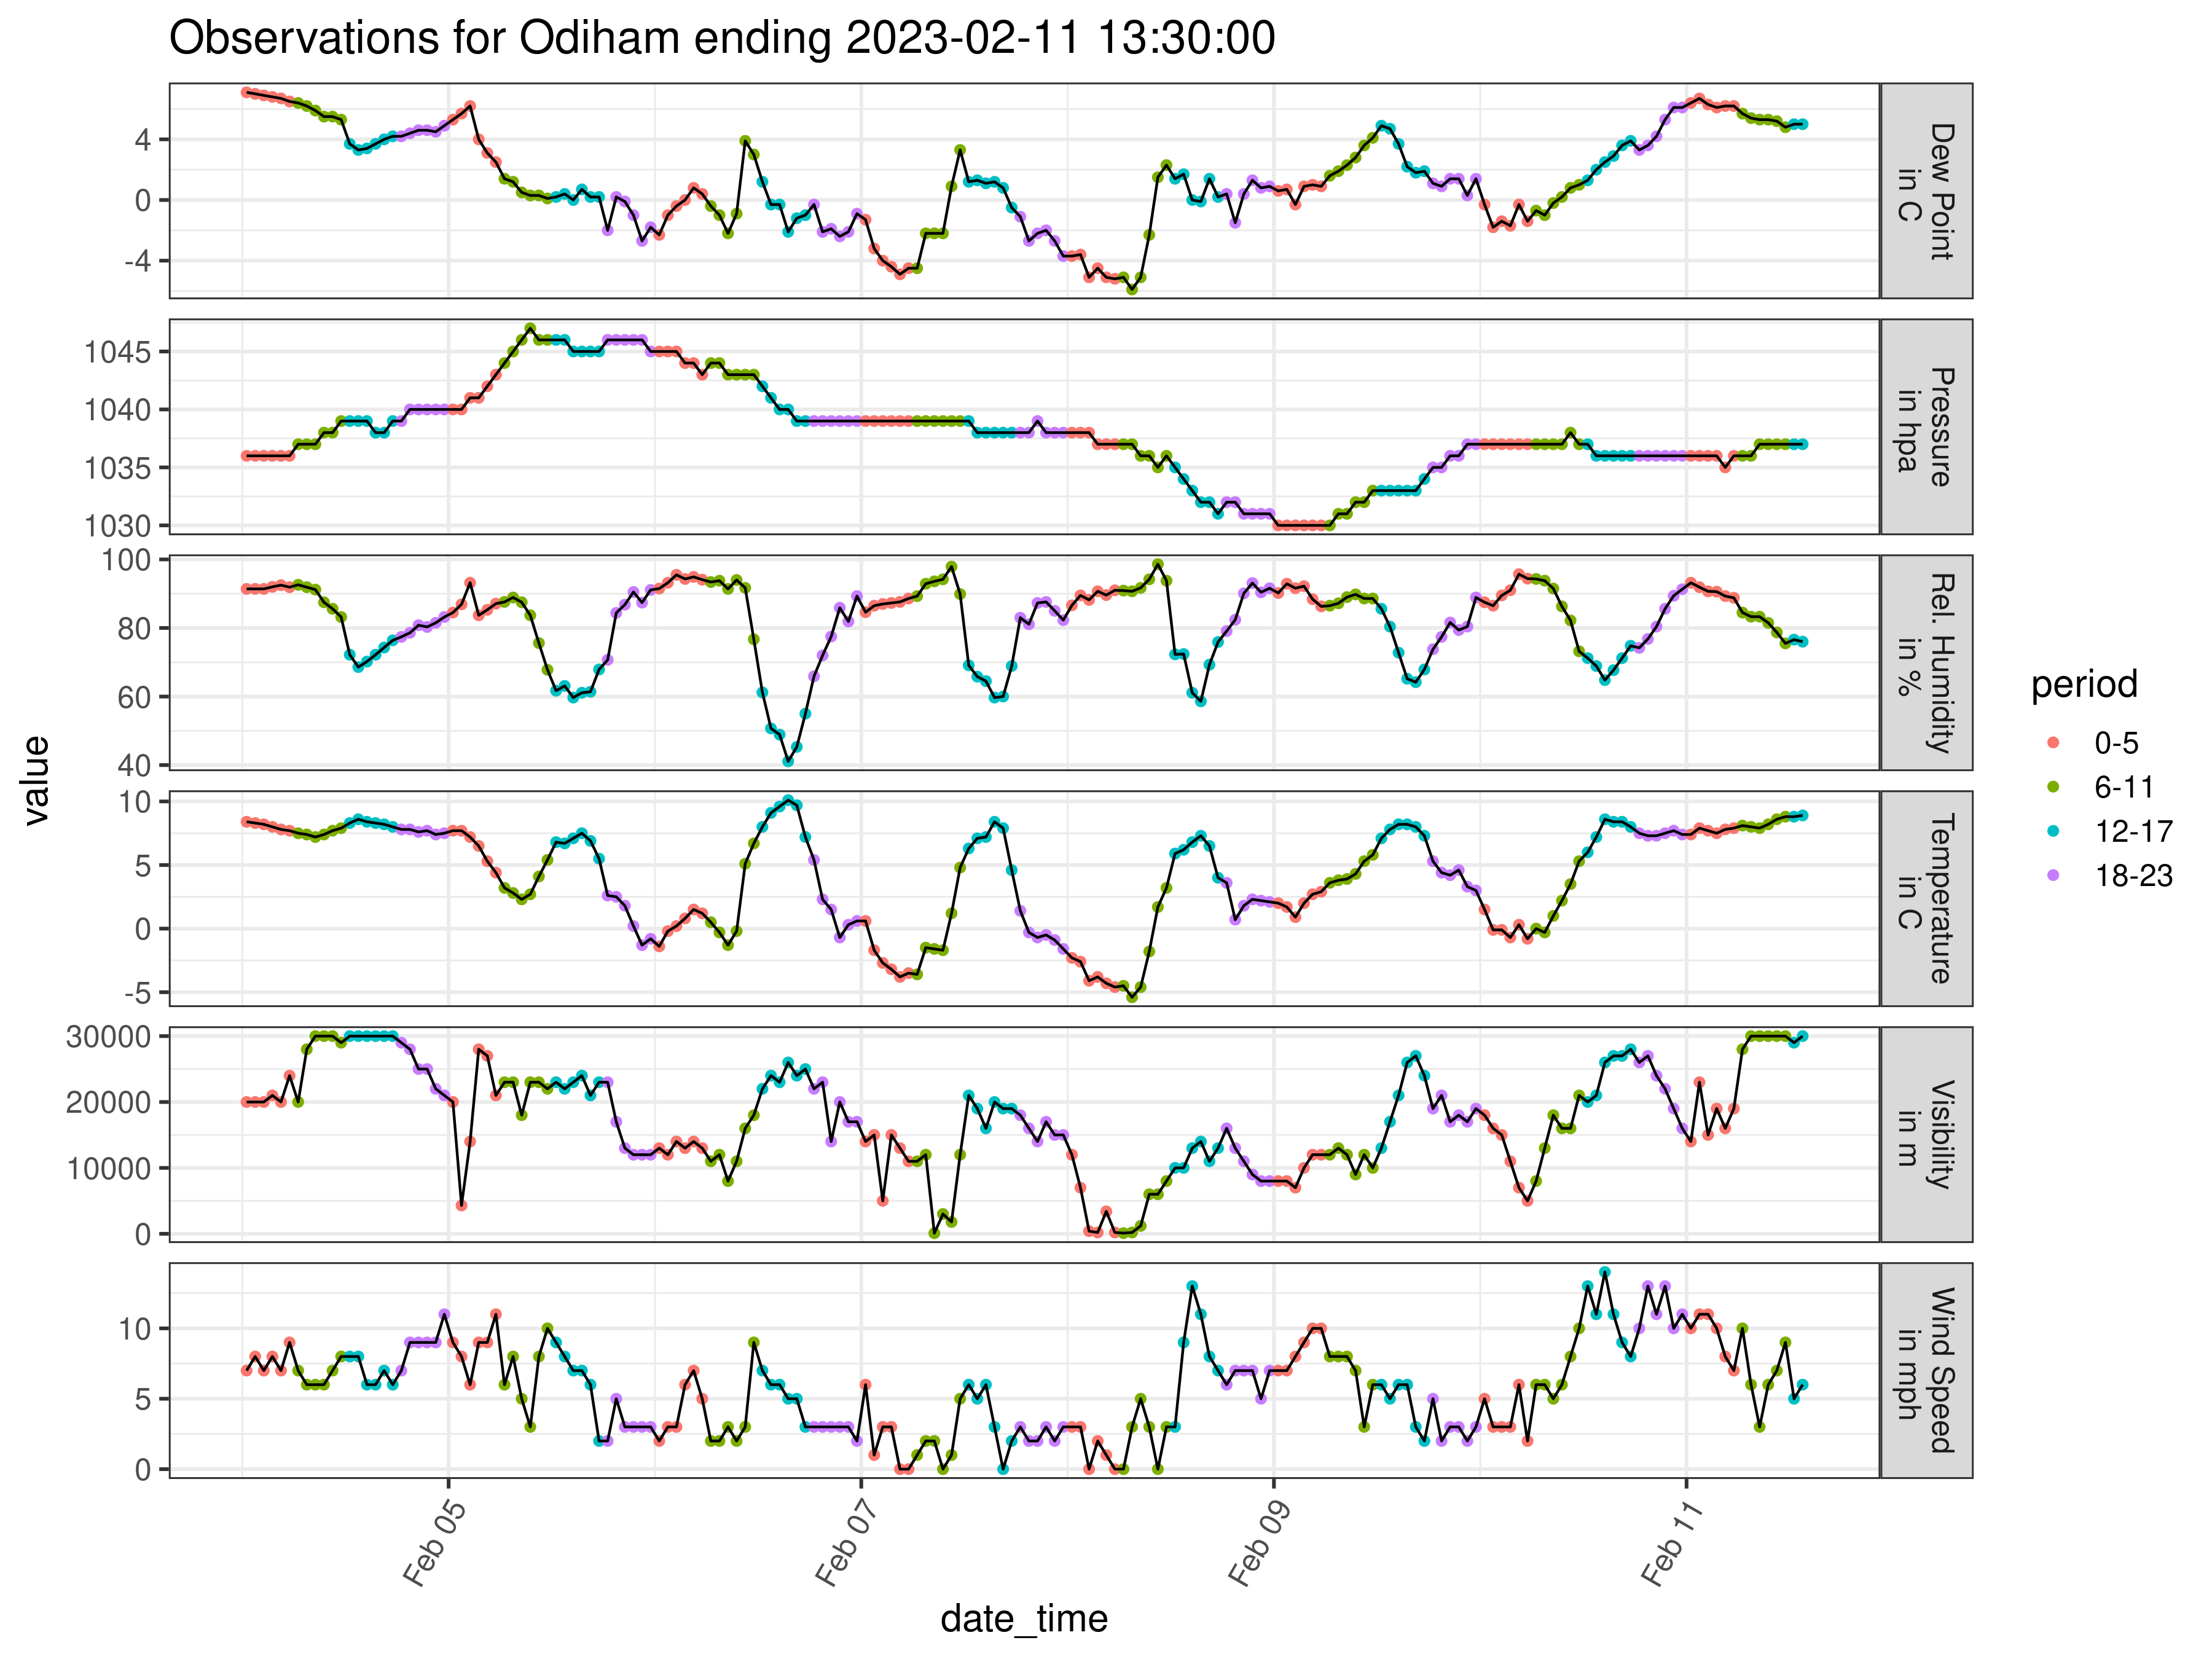 Observations for Odiham ending 2023-02-11 13:30:00
value
4
0
-4
Dew Point
in C
1045
1040
1035
1030
Pressure
in hpa
100
80
60
40
Rel. Humidity
in %
10
5
0
-5
Temperature
in C
30000
20000
10000
0
Visibility
in m
10
5
0
Wind Speed
in mph
Feb 05
Feb 07
Feb 09
Feb 11
date_time
period
0-5
6-11
12-17
18-23